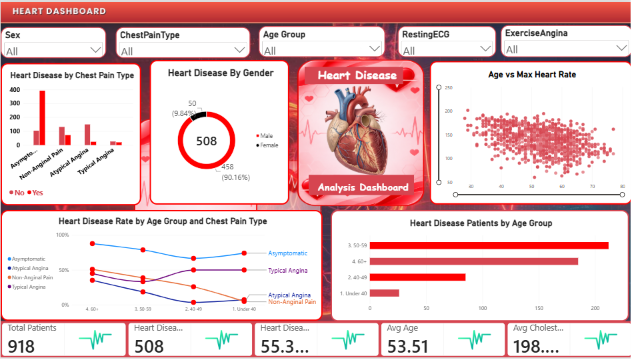 HEART DASHBOARD
Sex
All
ChestPainType
All
Age Group
All
RestingECG
All
ExerciseAngina
All
Heart Disease by Chest Pain Type
400
300
200
100
0
Asympto...
Non-Anginal Pain
Atypical Angina
Typical Angina
No Yes
Heart Disease By Gender
50
(9.84%)
508
458
(90.16%)
Male
Female
Heart Disease
Analysis Dashboard
Age vs Max Heart Rate
250
200
150
100
50
40 50 60 70 80
Heart Disease Rate by Age Group and Chest Pain Type
Asymptomatic
Atypical Angina
Non-Anginal Pain
Typical Angina
100%
50%
0%
4. 60+ 3. 50-59 2. 40-49 1. Under 40
Asymptomatic
Typical Angina
Atypical Angina
Non-Anginal Pain
Heart Disease Patients by Age Group
3. 50-59
4. 60+
2. 40-49
1. Under 40
0 50 100 150 200
Total Patients
918
Heart Disea...
508
Heart Disea...
55.3...
Avg Age
53.51
Avg Cholest...
198....